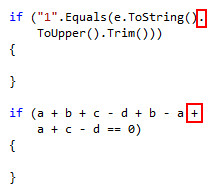 if ("1".Equals(e.ToString().
ToUpper().Trim()))
{
}
if (a + b + c - d + b - a +
a + c - d == 0)
{
}